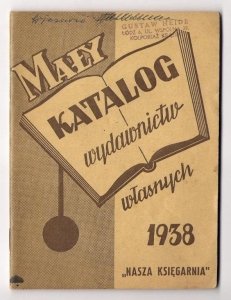 GUSTAW HEIDE
MAŁY
KATALOG
wydawnictw
własnych
1938
„NASZA KSIĘGARNIA"